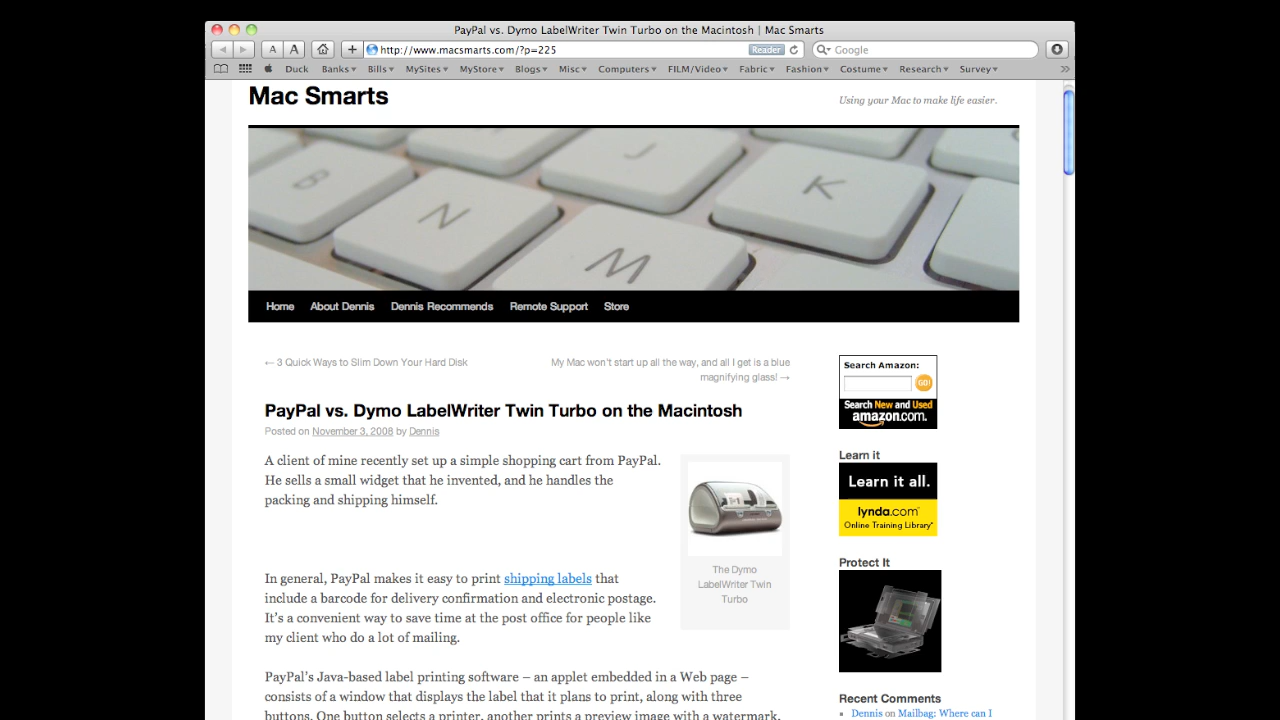 PayPal vs. Dymo LabelWriter Twin Turbo on the Macintosh | Mac Smarts
A A http://www.macsmarts.com/?p=225 Reader Google
Duck Banks Bills MySites MyStore Blogs Misc Computers FILM/Video Fabric Fashion Costume Research Survey
Mac Smarts
Using your Mac to make life easier.
B N J M K
Home About Dennis Dennis Recommends Remote Support Store
← 3 Quick Ways to Slim Down Your Hard Disk
My Mac won't start up all the way, and all I get is a blue
magnifying glass! →
PayPal vs. Dymo LabelWriter Twin Turbo on the Macintosh
Posted on November 3, 2008 by Dennis
A client of mine recently set up a simple shopping cart from PayPal.
He sells a small widget that he invented, and he handles the
packing and shipping himself.
The Dymo
LabelWriter Twin
Turbo
In general, PayPal makes it easy to print shipping labels that
include a barcode for delivery confirmation and electronic postage.
It's a convenient way to save time at the post office for people like
my client who do a lot of mailing.
PayPal's Java-based label printing software – an applet embedded in a Web page –
consists of a window that displays the label that it plans to print, along with three
buttons. One button selects a printer, another prints a preview image with a watermark,
Search Amazon:
GO!
Search New and Used
amazon.com.
Learn it
Learn it all.
lynda.com
Online Training Library
Protect It
Recent Comments
Dennis on Mailbag: Where can I